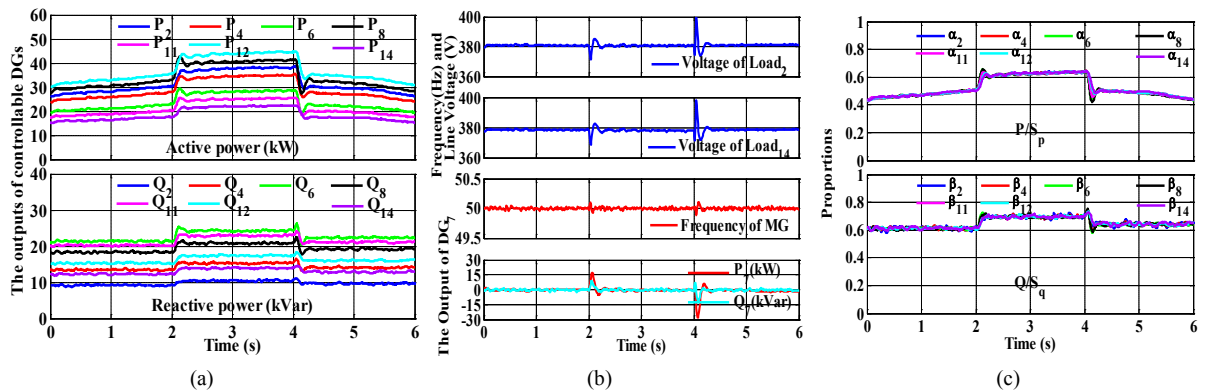 The outputs of controllable DGs
60
50
40
30
20
10
0
P2 P4 P6 P8
P11 P12 P14
Active power (kW)
40
30
20
10
0
Q2 Q4 Q6 Q8
Q11 Q12 Q14
Reactive power (kVar)
0 1 2 3 4 5 6
Time (s)
(a)
Frequency(Hz) and
Line Voltage (V)
400
380
360
Voltage of Load2
400
380
360
Voltage of Load14
50.5
50
49.5
Frequency of MG
The Output of DG7
30
15
0
-15
-30
P7(kW)
Q7(kVar)
0 1 2 3 4 5 6
Time (s)
(b)
Proportions
1
0.8
0.6
0.4
0.2
0
α2 α4 α6 α8
α11 α12 α14
P/Sp
1
0.8
0.6
0.4
0.2
0
β2 β4 β6 β8
β11 β12 β14
Q/Sq
0 1 2 3 4 5 6
Time (s)
(c)